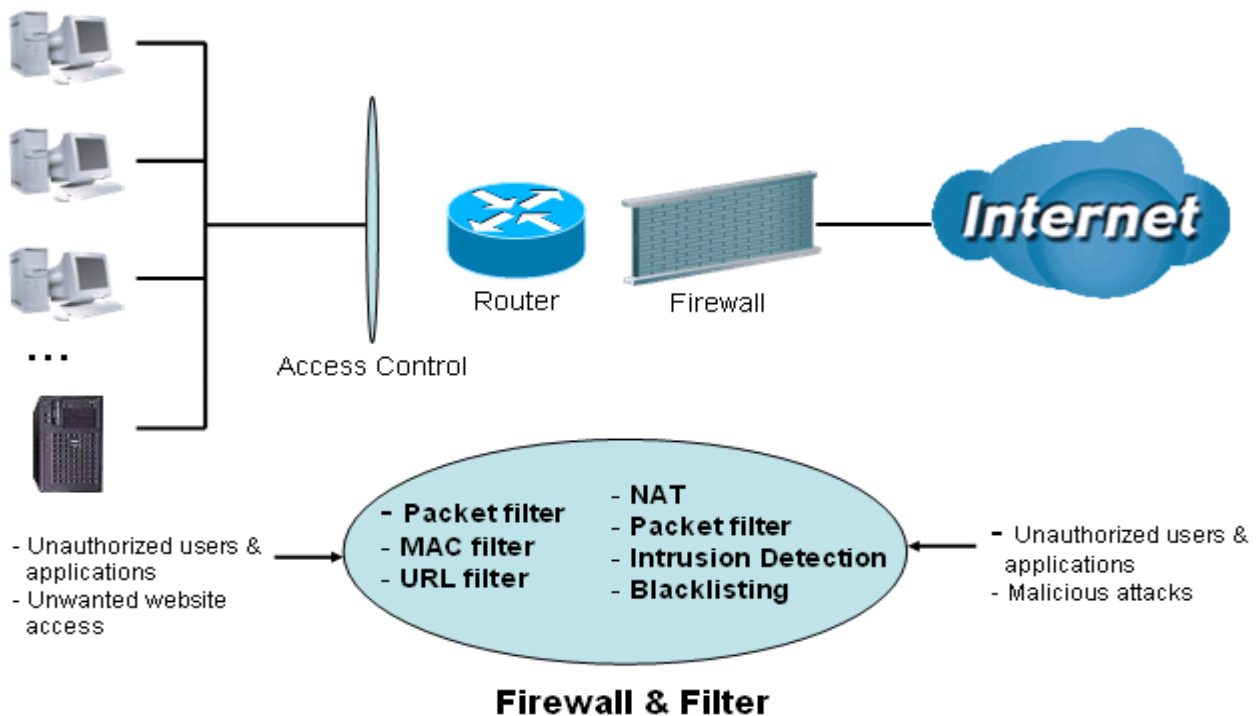 Internet
Router
Firewall
...
Access Control
- Packet filter
- MAC filter
- URL filter
- NAT
- Packet filter
- Intrusion Detection
- Blacklisting
- Unauthorized users &
applications
- Unwanted website
access
- Unauthorized users &
applications
- Malicious attacks
Firewall & Filter